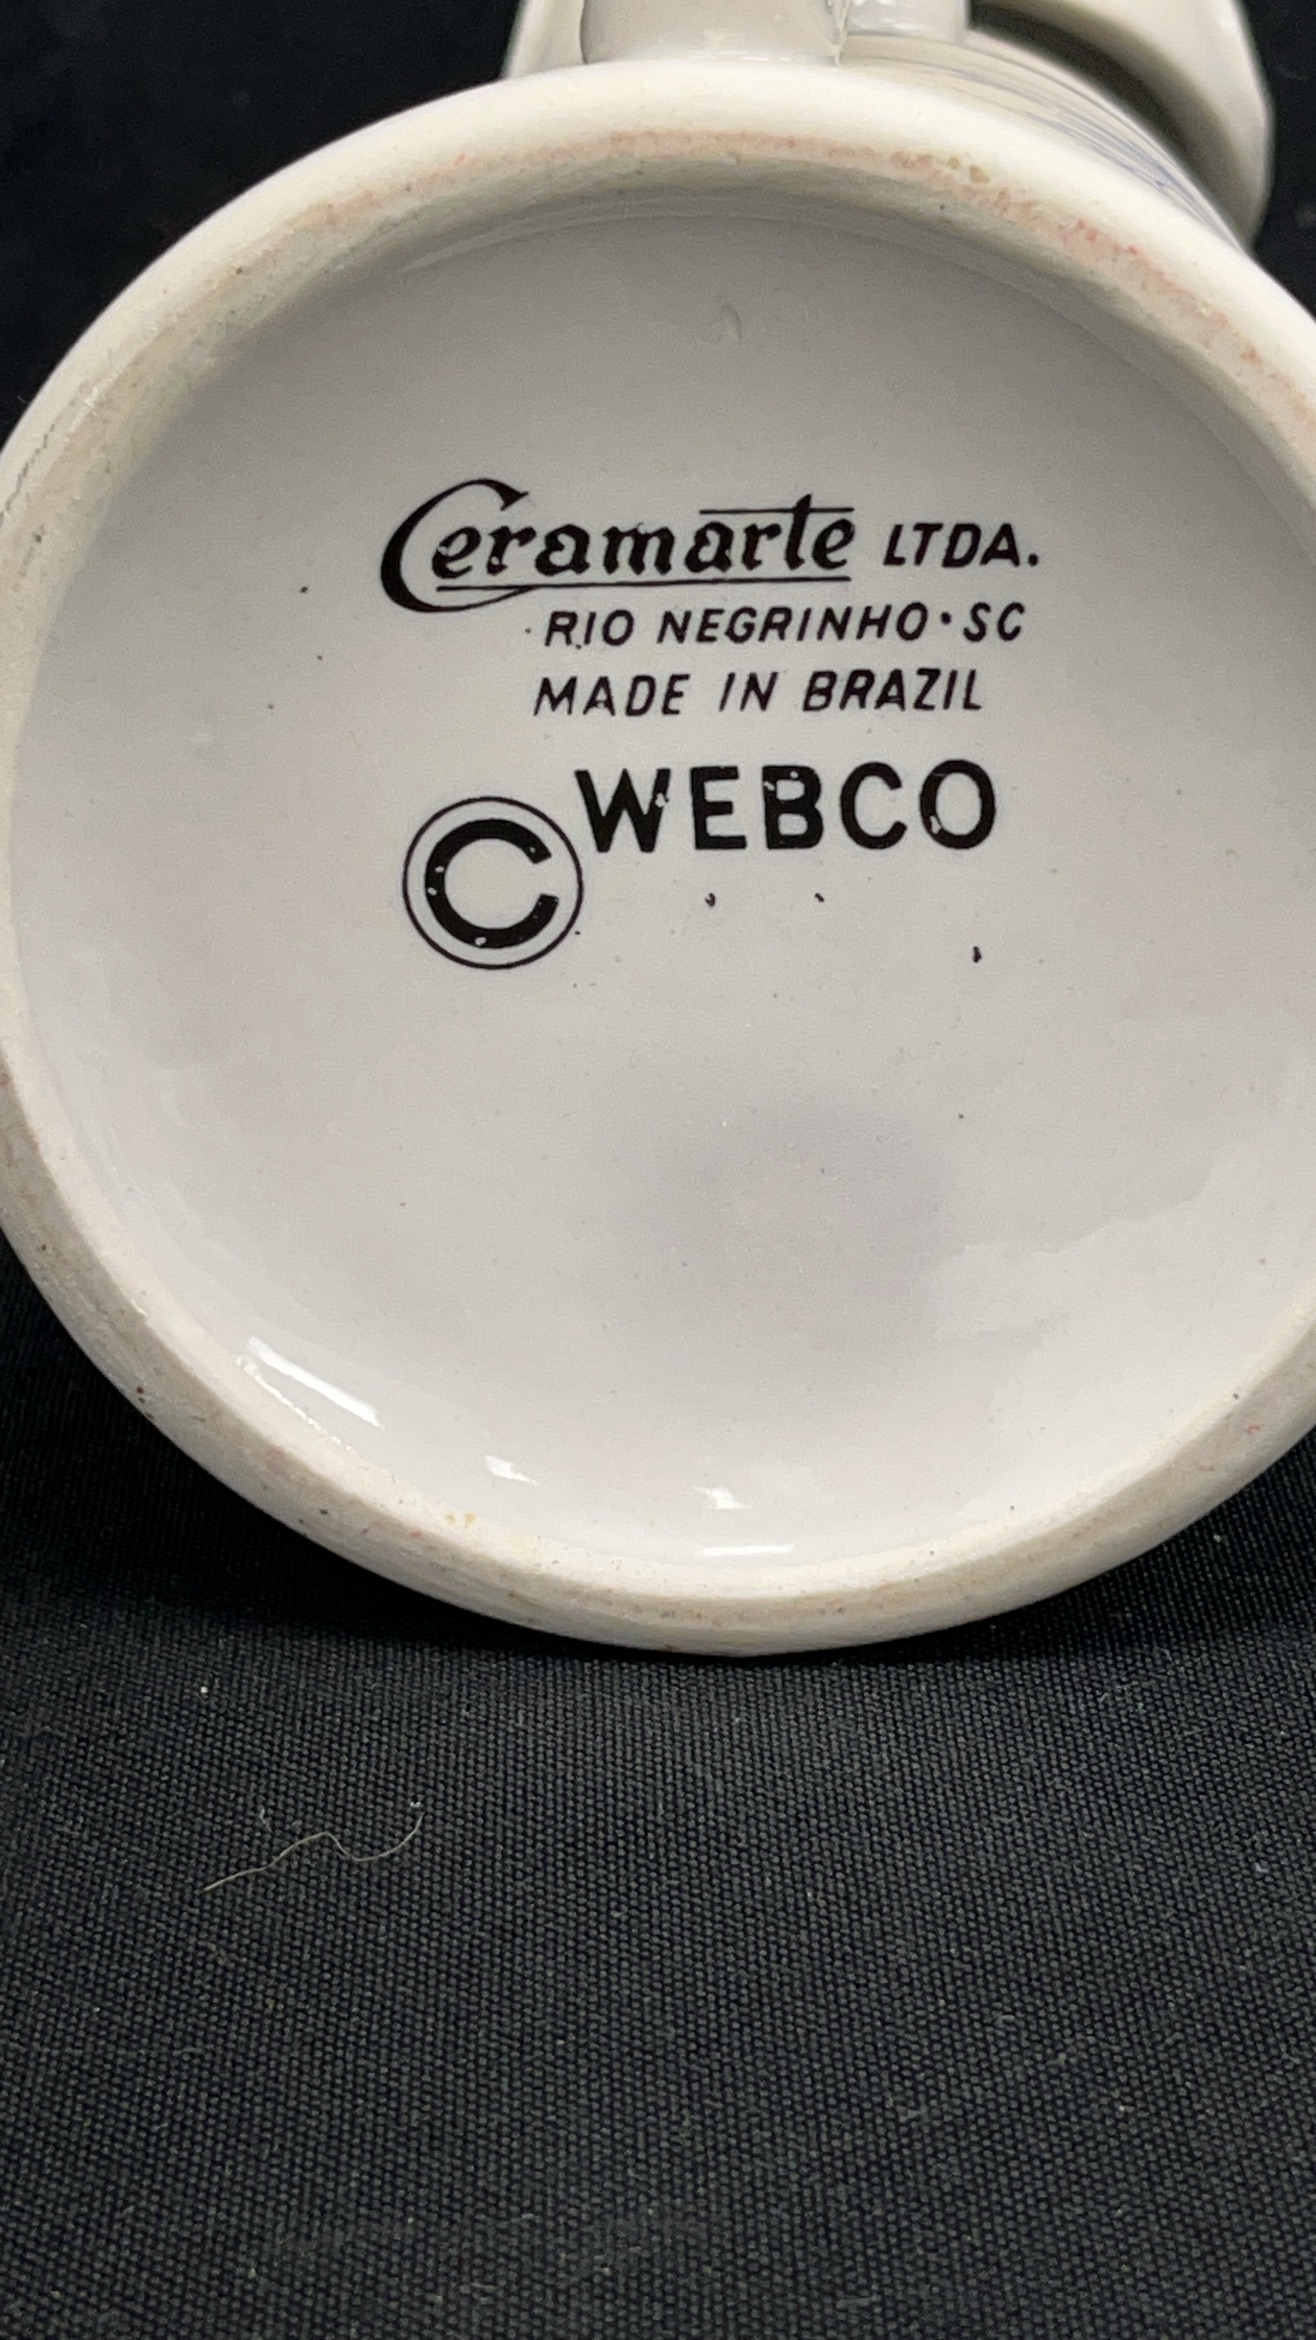 Ceramarte LTDA.
RIO NEGRINHO · SC
MADE IN BRAZIL
© WEBCO